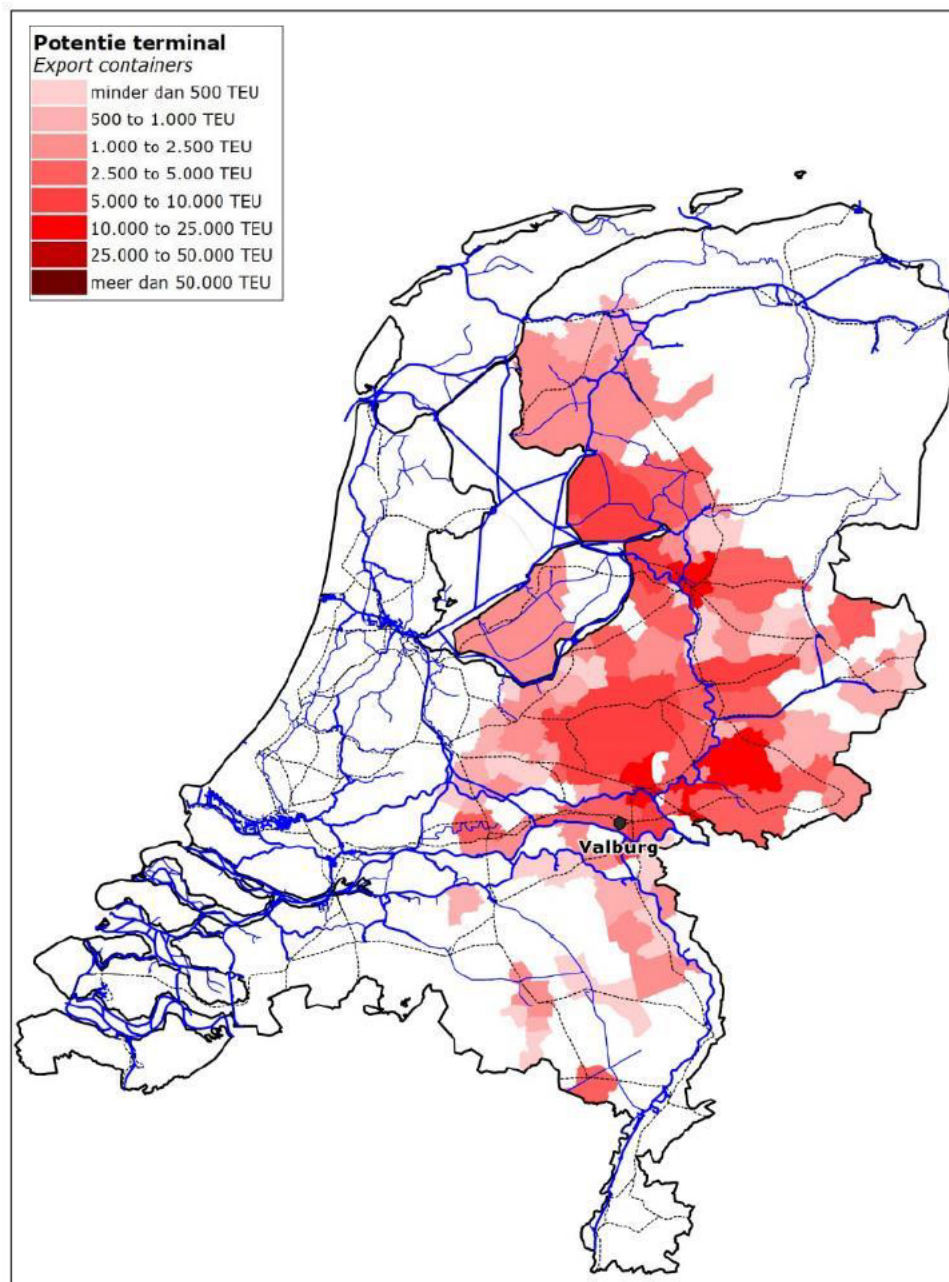 Potentie terminal
Export containers
minder dan 500 TEU
500 to 1.000 TEU
1.000 to 2.500 TEU
2.500 to 5.000 TEU
5.000 to 10.000 TEU
10.000 to 25.000 TEU
25.000 to 50.000 TEU
meer dan 50.000 TEU
Valburg